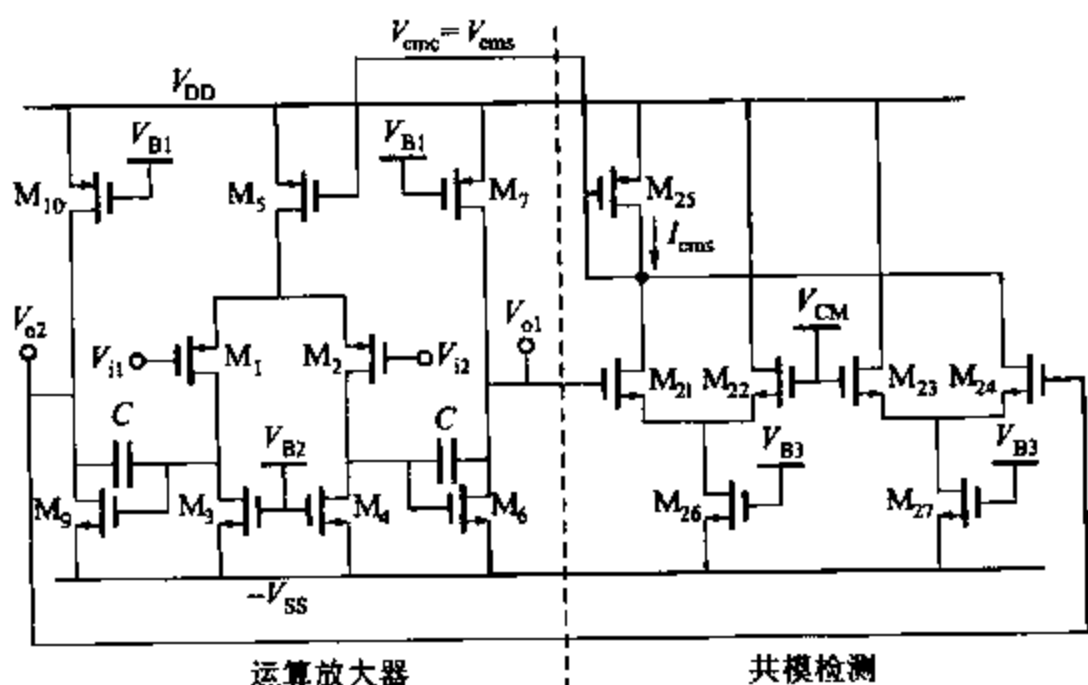 V_cmc = V_cms
V_DD
V_B1
V_B1
M_10
M_5
M_7
M_25
I_cms
V_o2
V_i1
M_1
M_2
V_i2
V_o1
V_CM
M_21
M_22
M_23
M_24
C
C
V_B2
V_B3
V_B3
M_9
M_3
M_4
M_6
M_26
M_27
-V_SS
运算放大器
共模检测